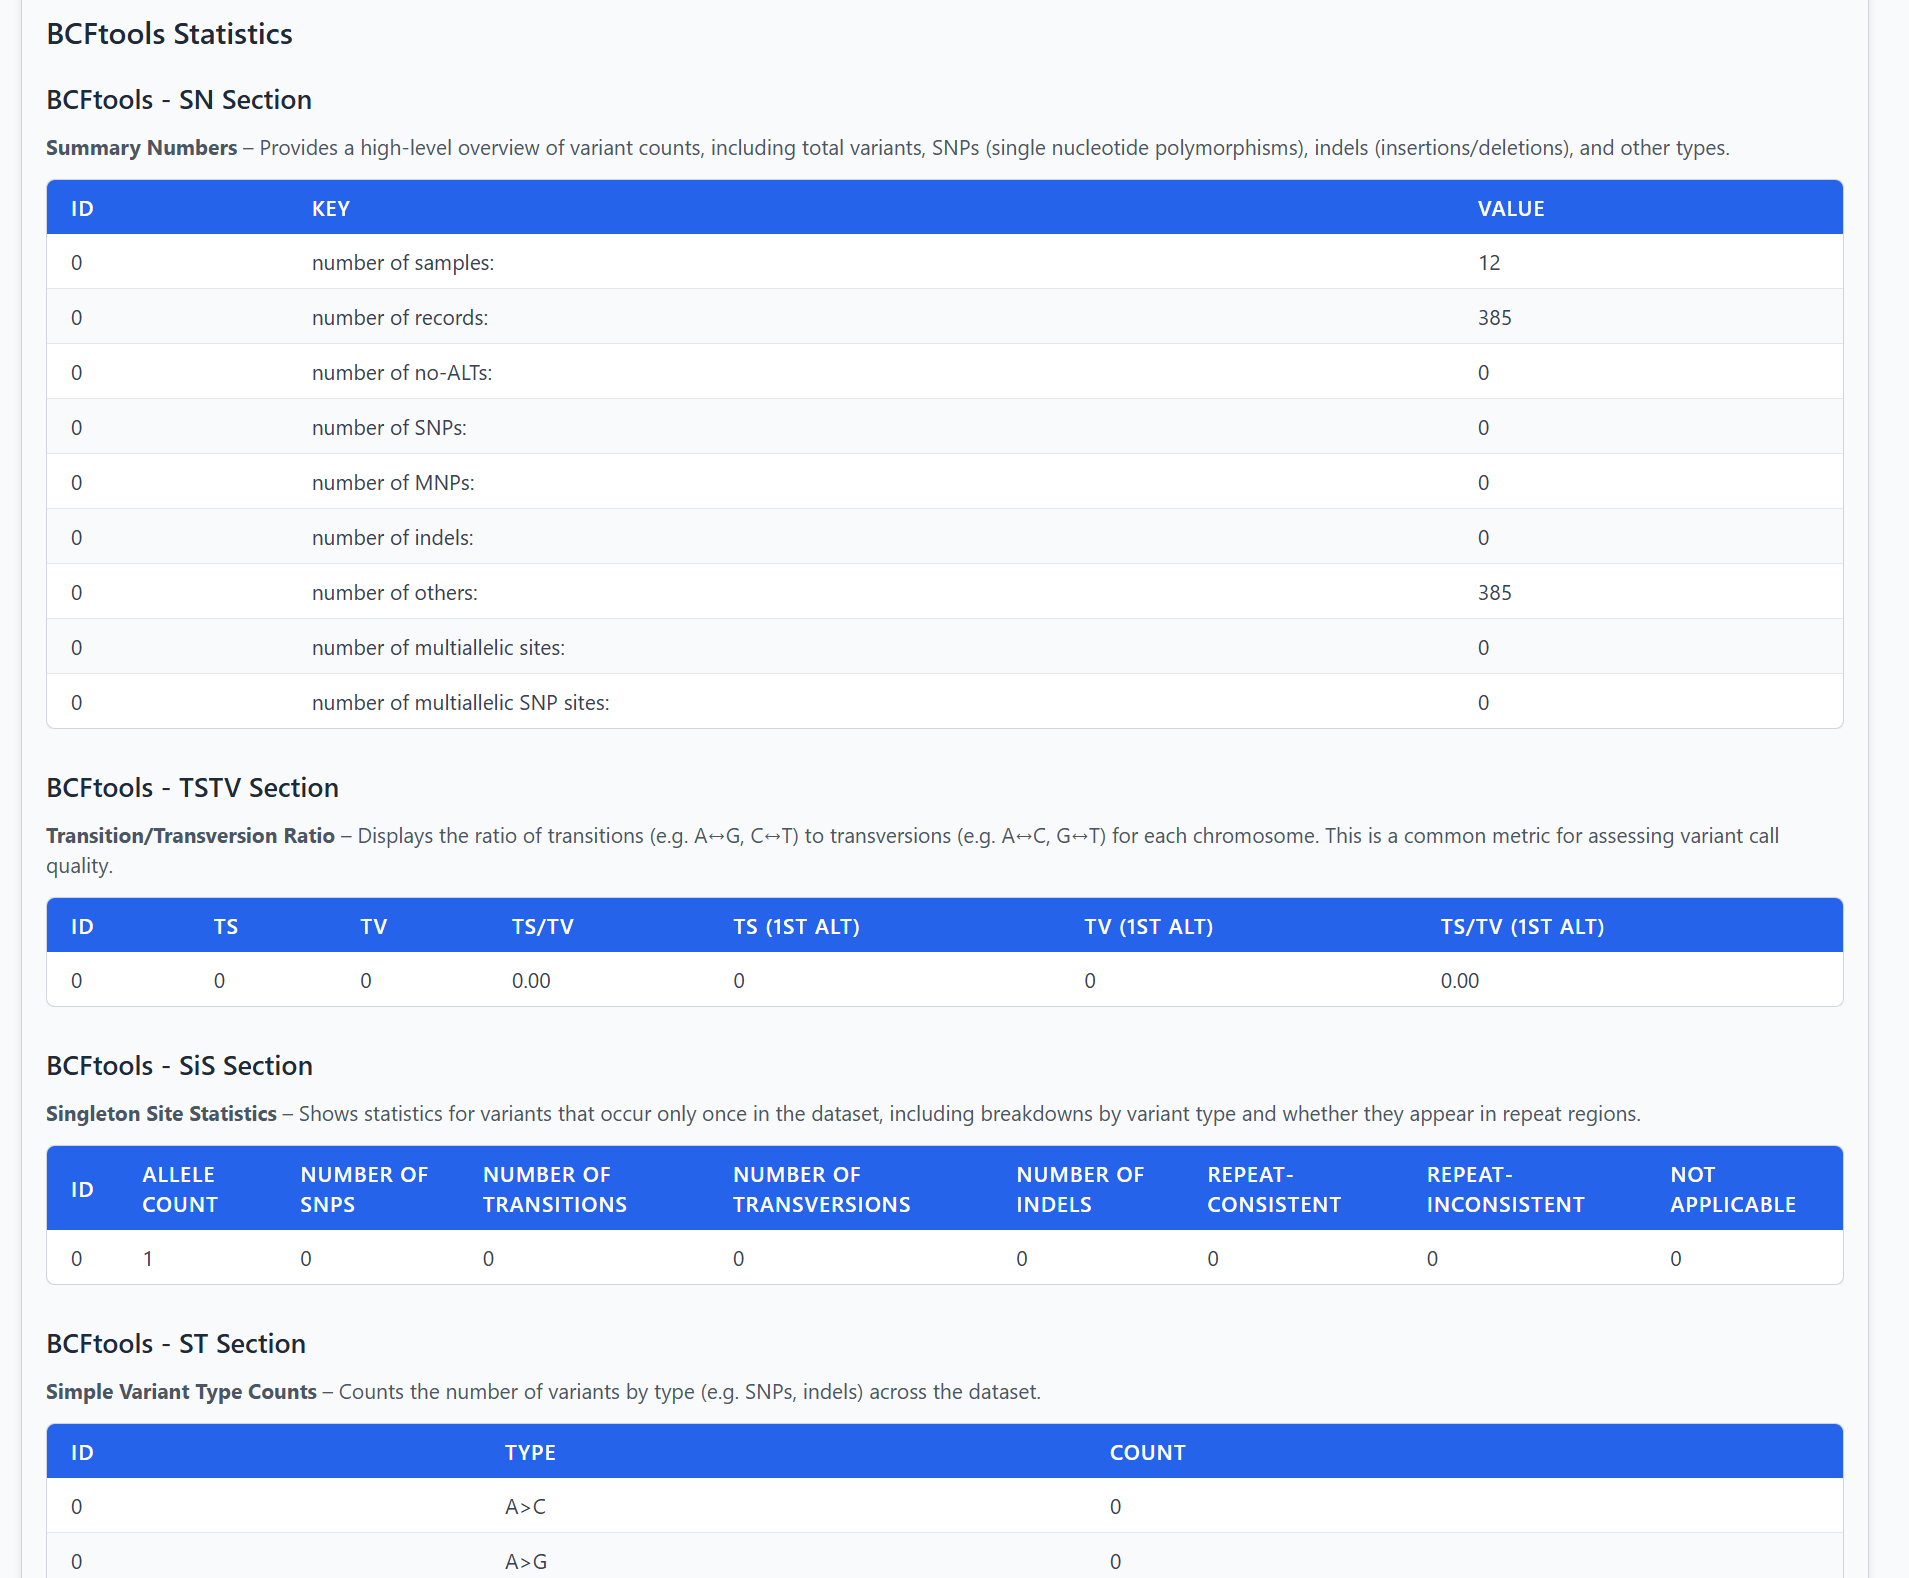 BCFtools Statistics
BCFtools - SN Section
Summary Numbers – Provides a high-level overview of variant counts, including total variants, SNPs (single nucleotide polymorphisms), indels (insertions/deletions), and other types.
ID KEY VALUE
0 number of samples: 12
0 number of records: 385
0 number of no-ALTs: 0
0 number of SNPs: 0
0 number of MNPs: 0
0 number of indels: 0
0 number of others: 385
0 number of multiallelic sites: 0
0 number of multiallelic SNP sites: 0
BCFtools - TSTV Section
Transition/Transversion Ratio – Displays the ratio of transitions (e.g. A↔G, C↔T) to transversions (e.g. A↔C, G↔T) for each chromosome. This is a common metric for assessing variant call
quality.
ID TS TV TS/TV TS (1ST ALT) TV (1ST ALT) TS/TV (1ST ALT)
0 0 0 0.00 0 0 0.00
BCFtools - SiS Section
Singleton Site Statistics – Shows statistics for variants that occur only once in the dataset, including breakdowns by variant type and whether they appear in repeat regions.
ID ALLELE COUNT NUMBER OF SNPS NUMBER OF TRANSITIONS NUMBER OF TRANSVERSIONS NUMBER OF INDELS REPEAT-CONSISTENT REPEAT-INCONSISTENT NOT APPLICABLE
0 1 0 0 0 0 0 0 0
BCFtools - ST Section
Simple Variant Type Counts – Counts the number of variants by type (e.g. SNPs, indels) across the dataset.
ID TYPE COUNT
0 A>C 0
0 A>G 0